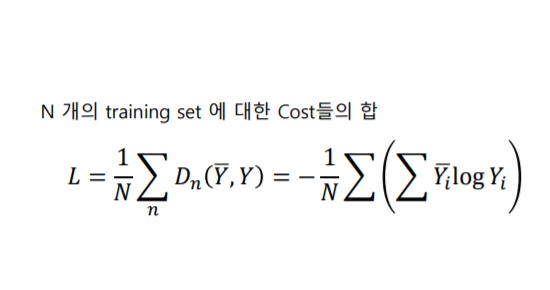 N 개의 training set 에 대한 Cost들의 합
L = 1/N ∑_n D_n(Y̅, Y) = − 1/N ∑ (∑ Y̅_i log Y_i)